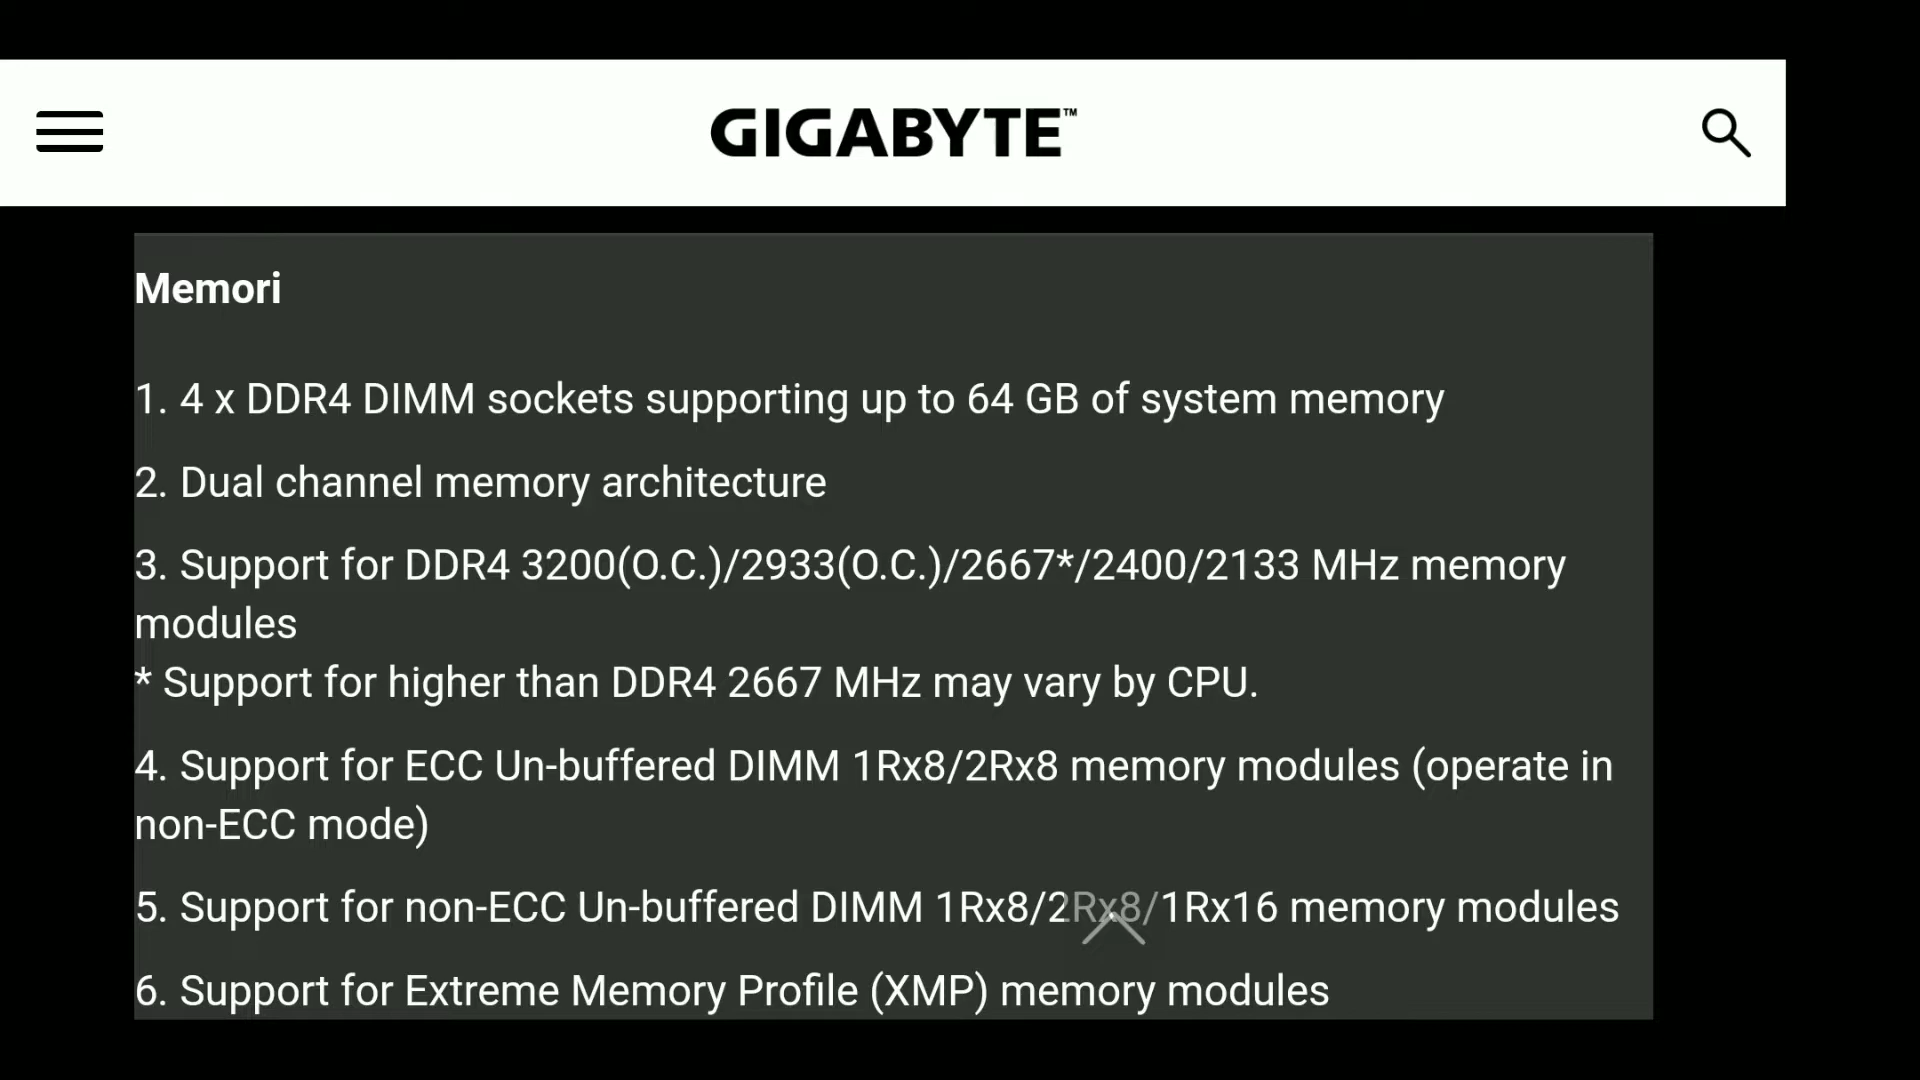 GIGABYTE™
Memori
1. 4 x DDR4 DIMM sockets supporting up to 64 GB of system memory
2. Dual channel memory architecture
3. Support for DDR4 3200(O.C.)/2933(O.C.)/2667*/2400/2133 MHz memory
modules
* Support for higher than DDR4 2667 MHz may vary by CPU.
4. Support for ECC Un-buffered DIMM 1Rx8/2Rx8 memory modules (operate in
non-ECC mode)
5. Support for non-ECC Un-buffered DIMM 1Rx8/2Rx8/1Rx16 memory modules
6. Support for Extreme Memory Profile (XMP) memory modules